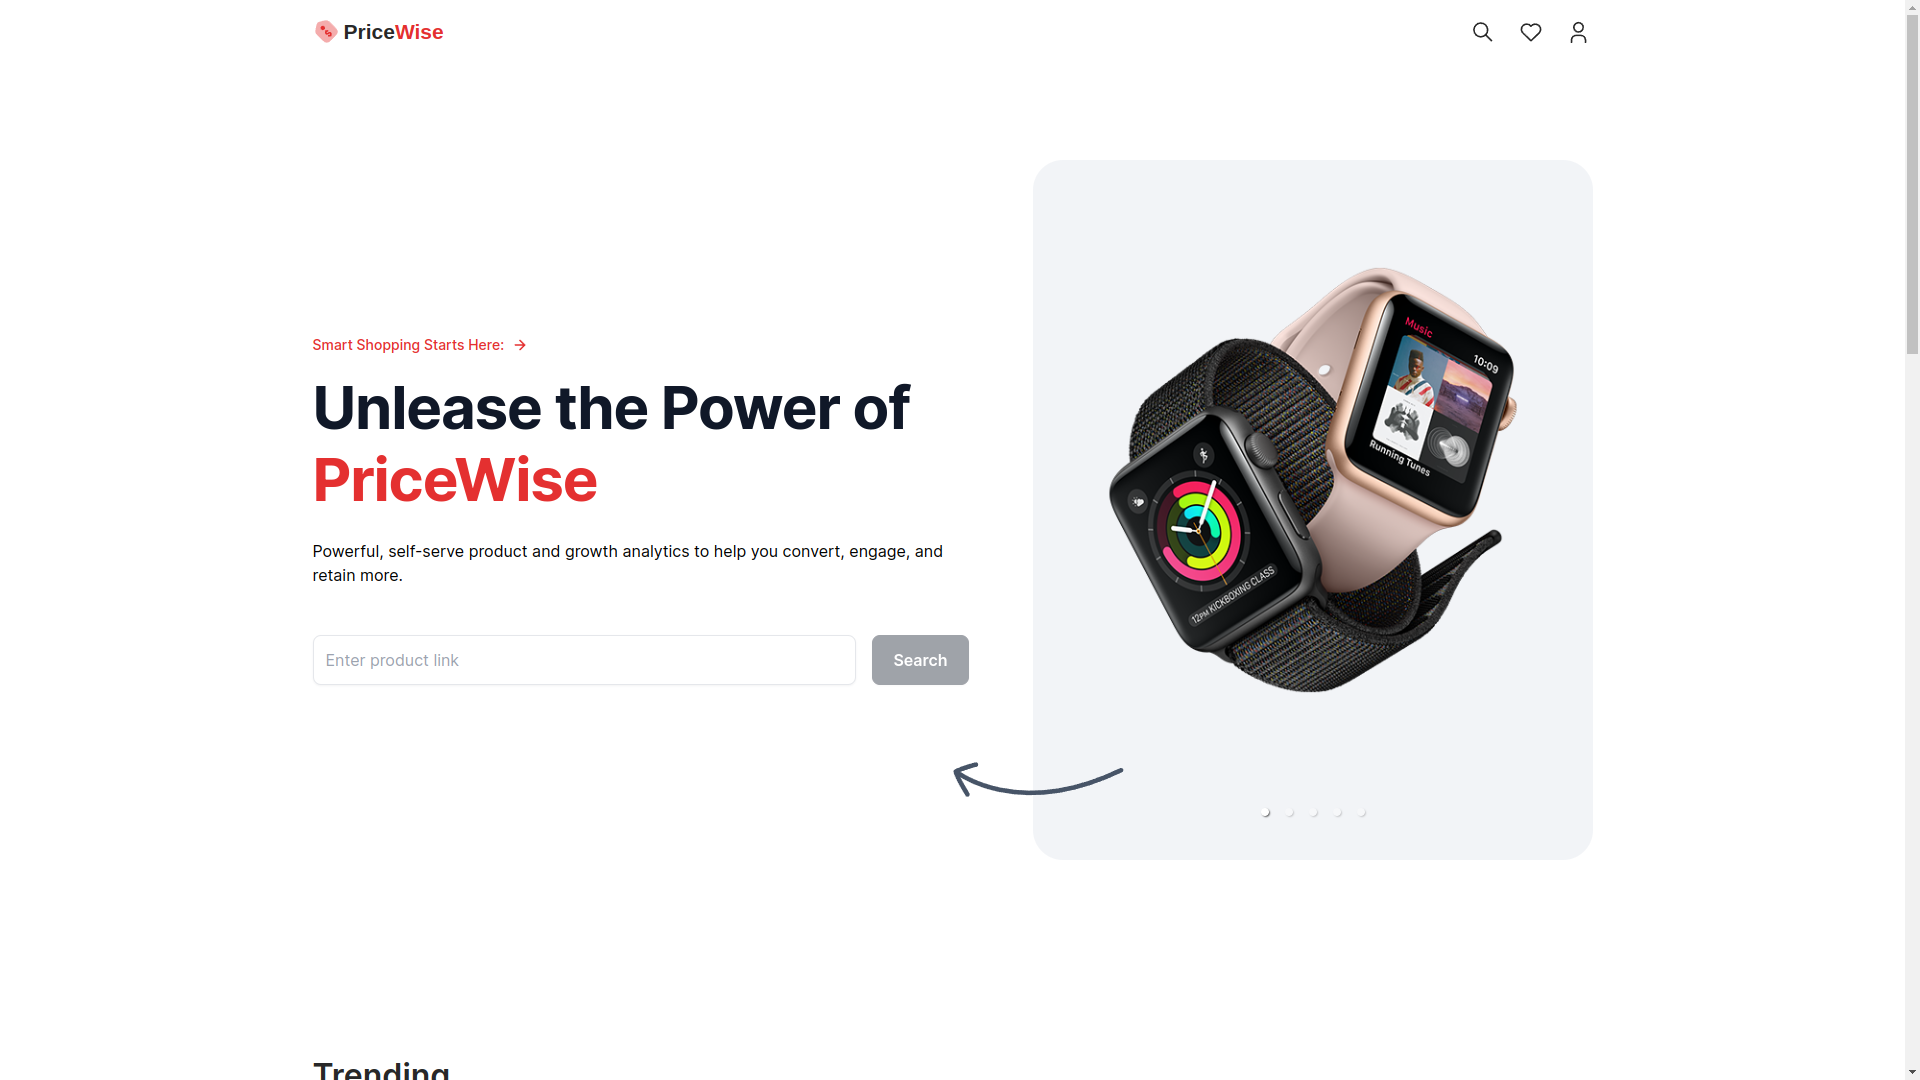 PriceWise
Smart Shopping Starts Here:
Unlease the Power of
PriceWise
Powerful, self-serve product and growth analytics to help you convert, engage, and
retain more.
Enter product link
Search
Music
10:09
Running Tunes
12PM KICKBOXING CLASS
Trending